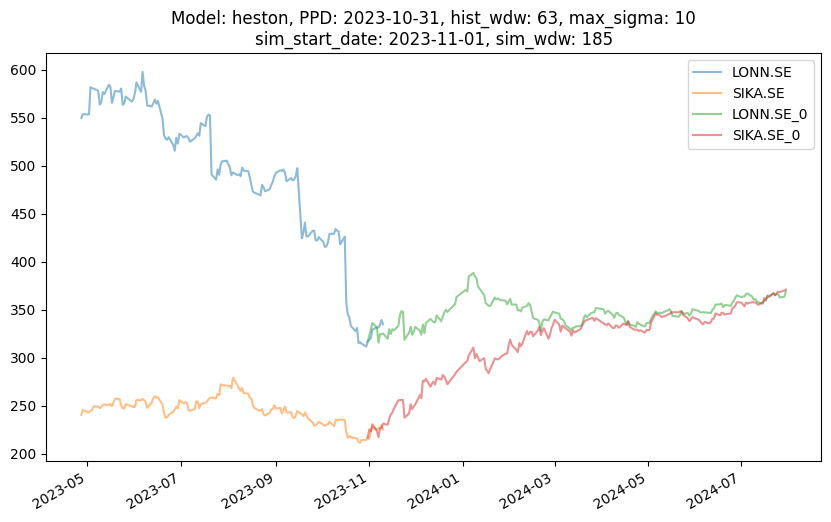 Model: heston, PPD: 2023-10-31, hist_wdw: 63, max_sigma: 10
sim_start_date: 2023-11-01, sim_wdw: 185
LONN.SE
SIKA.SE
LONN.SE_0
SIKA.SE_0
600
550
500
450
400
350
300
250
200
2023-05
2023-07
2023-09
2023-11
2024-01
2024-03
2024-05
2024-07